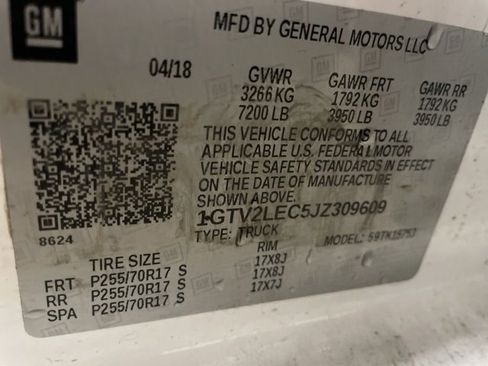 GM
MFD BY GENERAL MOTORS LLC
04/18 GVWR GAWR FRT GAWR RR
3266 KG 1792 KG 1792 KG
7200 LB 3950 LB 3950 LB
THIS VEHICLE CONFORMS TO ALL
APPLICABLE U.S. FEDERAL MOTOR
VEHICLE SAFETY STANDARDS IN EFFECT
ON THE DATE OF MANUFACTURE
SHOWN ABOVE.
1GTV2LEC5JZ309609
8624 TYPE: TRUCK MODEL:
TIRE SIZE RIM
FRT P255/70R17 S 17X8J
RR P255/70R17 S 17X8J
SPA P255/70R17 S 17X7J